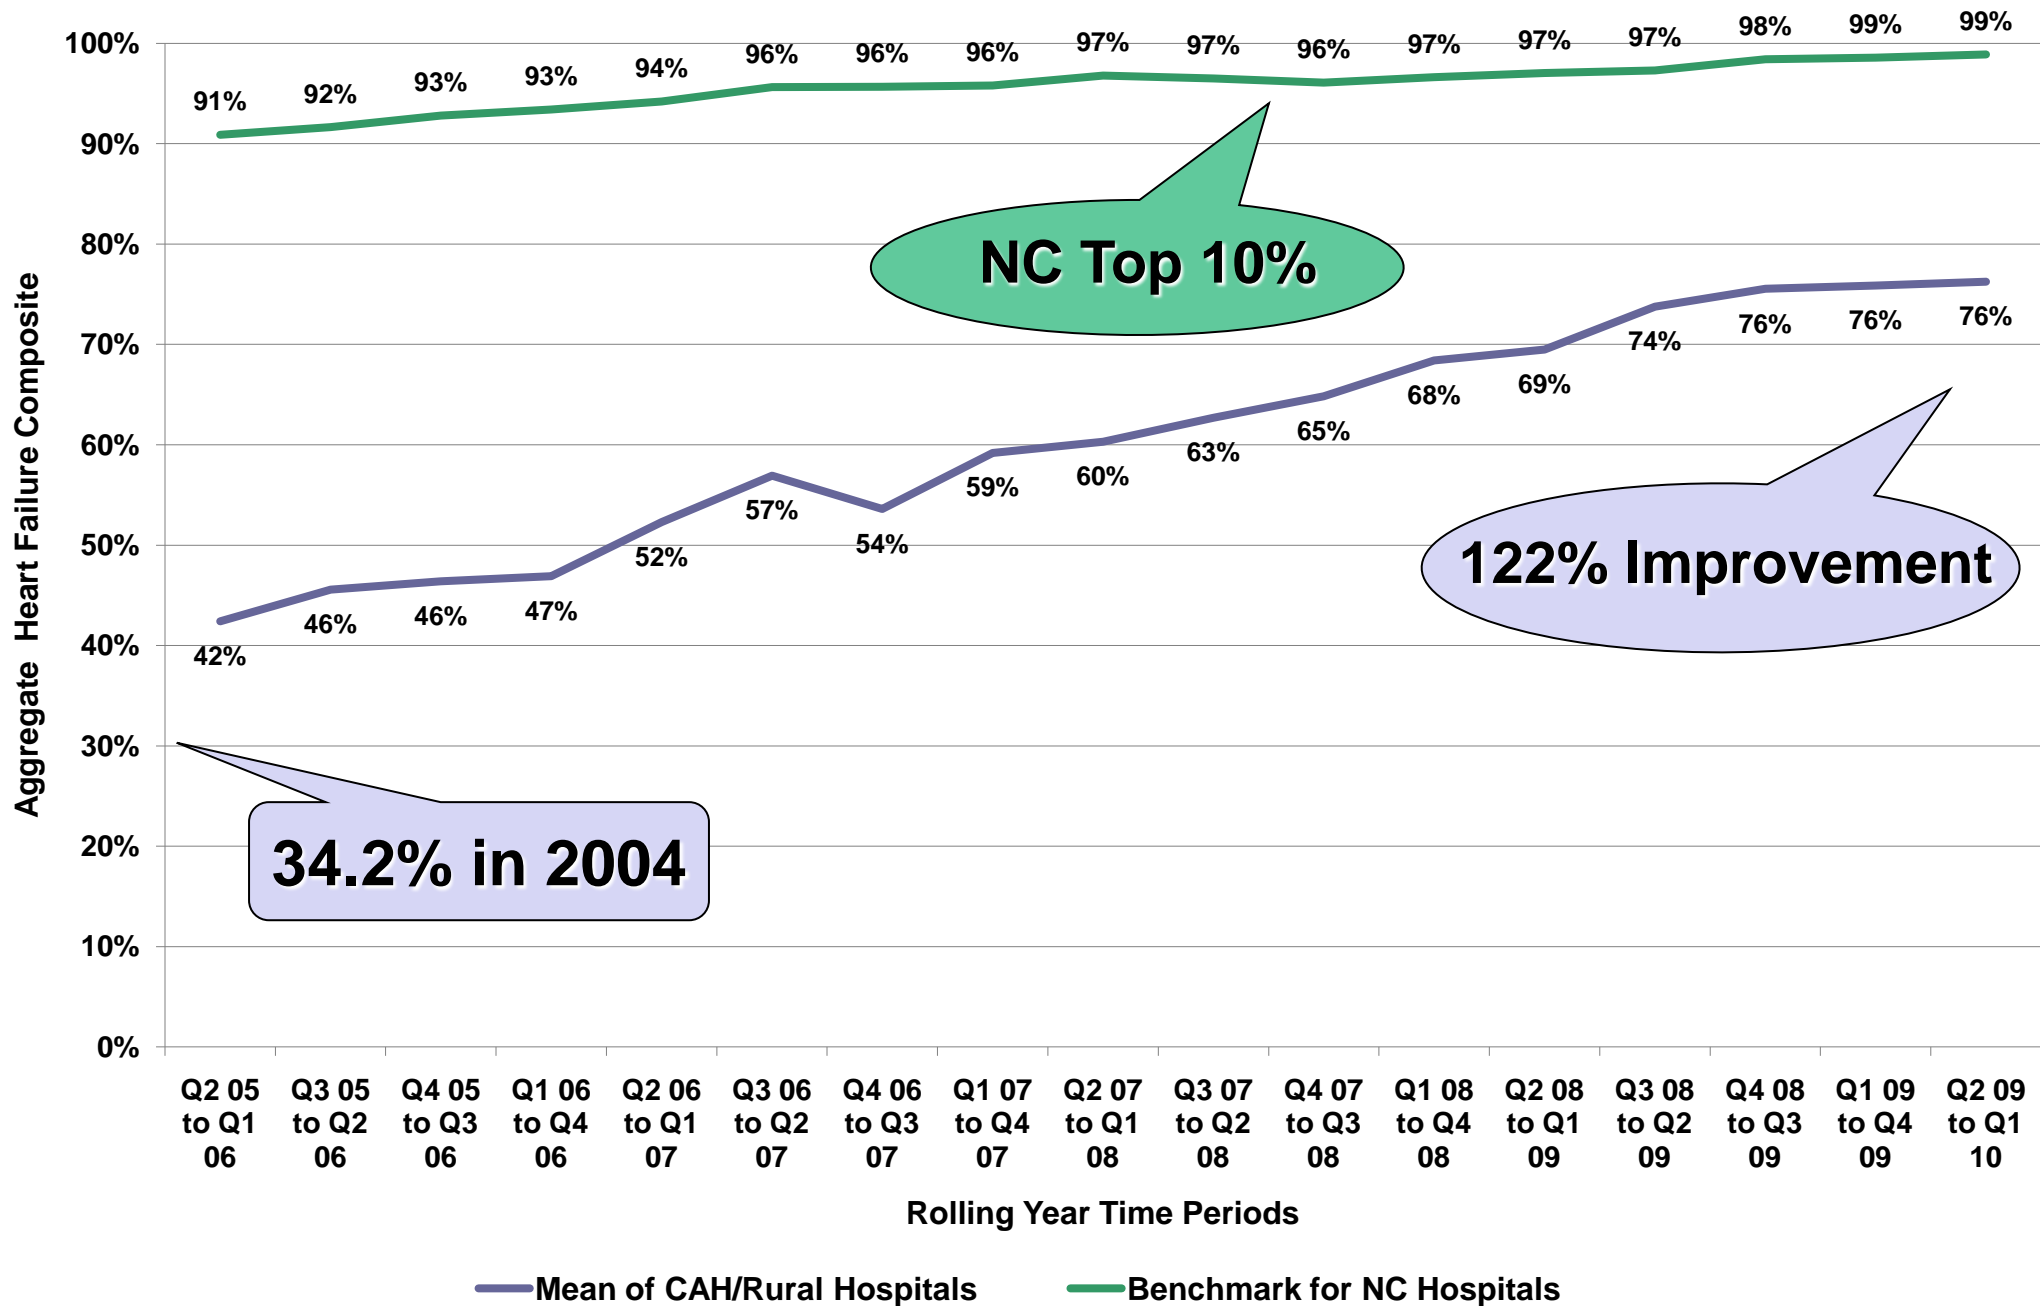 100%
90%
80%
70%
60%
50%
40%
30%
20%
10%
0%
Aggregate Heart Failure Composite
91%
92%
93%
93%
94%
96%
96%
96%
97%
97%
96%
97%
97%
97%
98%
99%
99%
NC Top 10%
42%
46%
46%
47%
52%
57%
54%
59%
60%
63%
65%
68%
69%
74%
76%
76%
76%
122% Improvement
34.2% in 2004
Q2 05
to Q1
06
Q3 05
to Q2
06
Q4 05
to Q3
06
Q1 06
to Q4
06
Q2 06
to Q1
07
Q3 06
to Q2
07
Q4 06
to Q3
07
Q1 07
to Q4
07
Q2 07
to Q1
08
Q3 07
to Q2
08
Q4 07
to Q3
08
Q1 08
to Q4
08
Q2 08
to Q1
09
Q3 08
to Q2
09
Q4 08
to Q3
09
Q1 09
to Q4
09
Q2 09
to Q1
10
Rolling Year Time Periods
Mean of CAH/Rural Hospitals
Benchmark for NC Hospitals